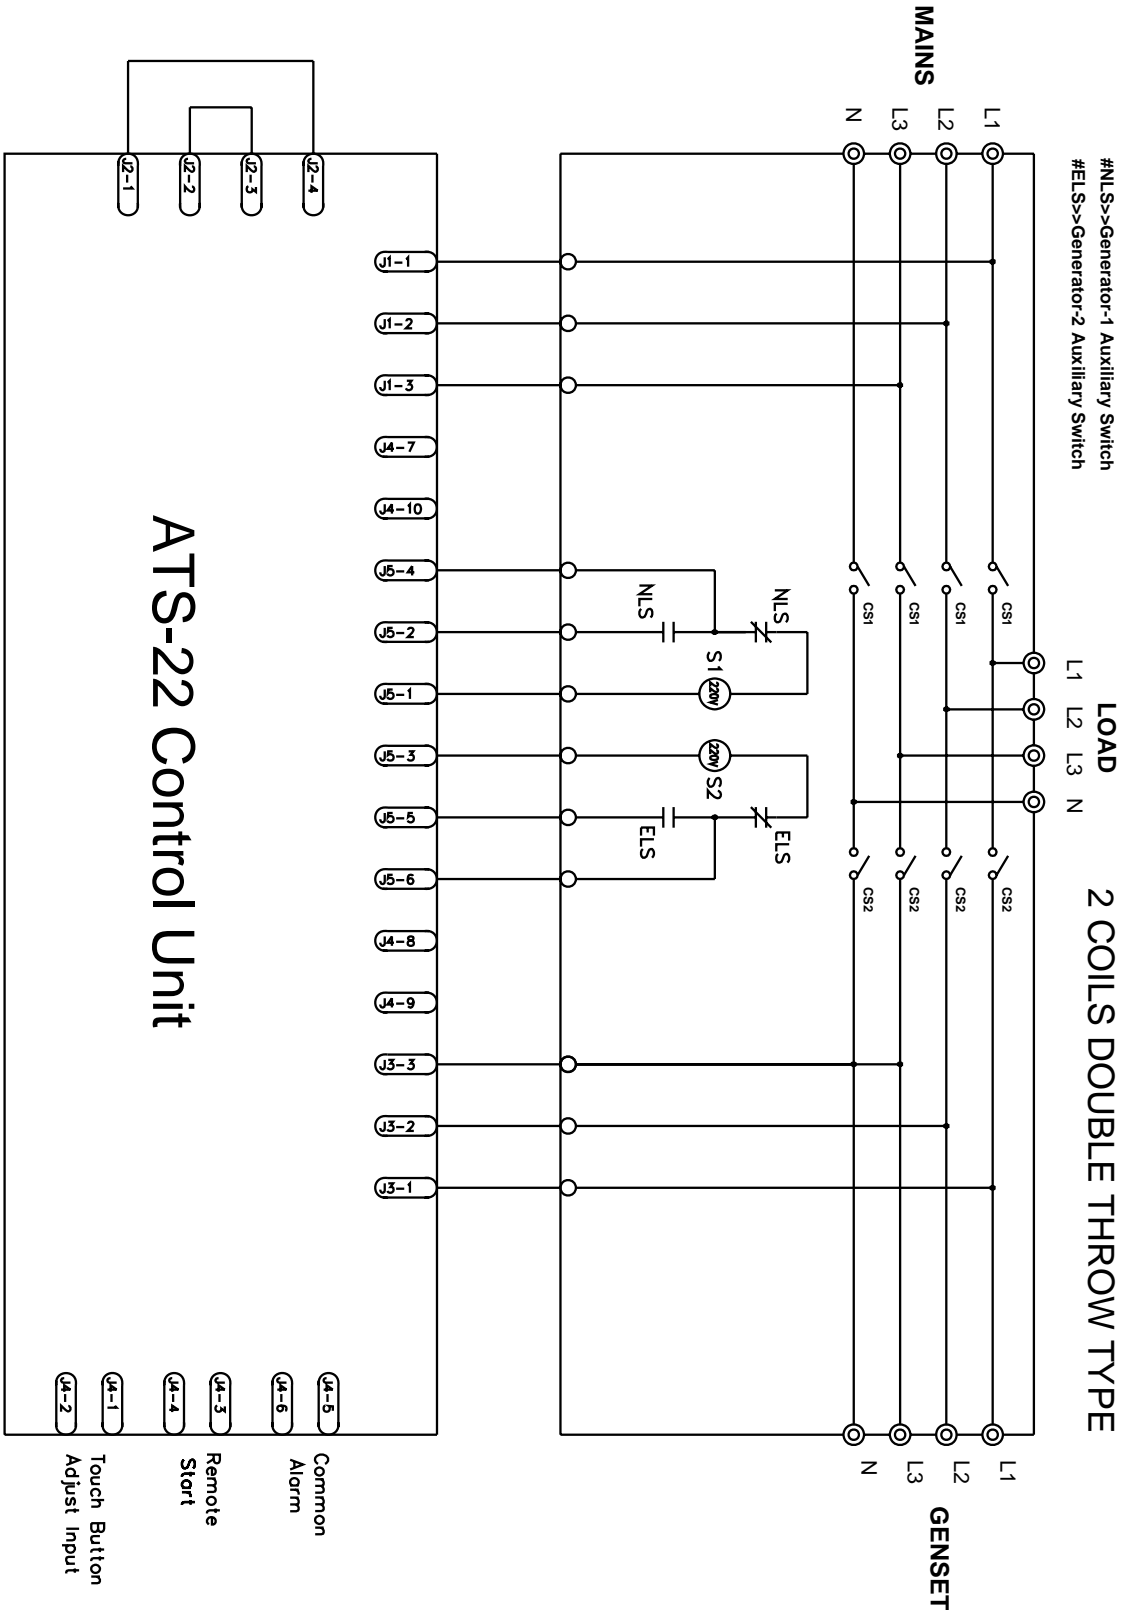 2 COILS DOUBLE THROW TYPE
#NLS>>Generator-1 Auxiliary Switch
#ELS>>Generator-2 Auxiliary Switch
LOAD
L1
L2
L3
N
MAINS
L1
L2
L3
N
GENSET
L1
L2
L3
N
CS1
CS1
CS1
CS1
CS2
CS2
CS2
CS2
NLS
NLS
S1
220V
220V
S2
ELS
ELS
J1-1
J1-2
J1-3
J4-7
J4-10
J5-4
J5-2
J5-1
J5-3
J5-5
J5-6
J4-8
J4-9
J3-3
J3-2
J3-1
J2-4
J2-3
J2-2
J2-1
ATS-22 Control Unit
J4-5
J4-6
Common
Alarm
J4-3
J4-4
Remote
Start
J4-1
J4-2
Touch Button
Adjust Input